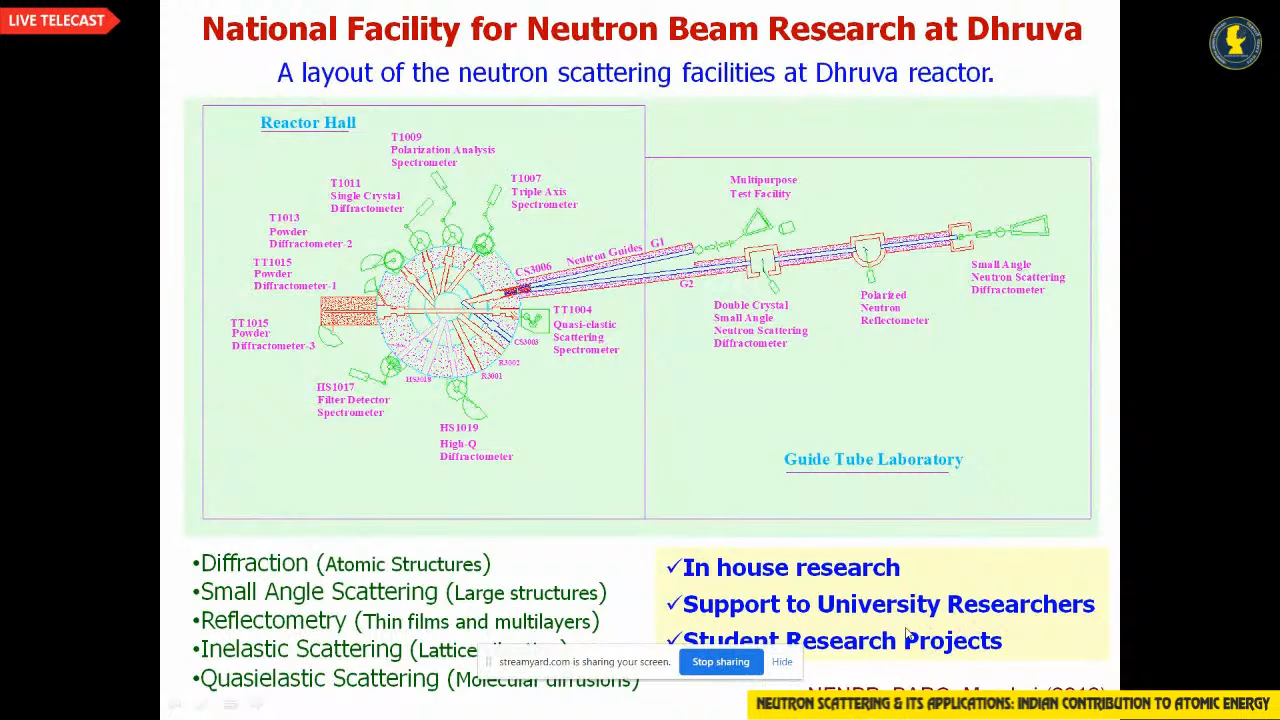 LIVE TELECAST
National Facility for Neutron Beam Research at Dhruva
A layout of the neutron scattering facilities at Dhruva reactor.
Reactor Hall
T1009
Polarization Analysis
Spectrometer
T1011
Single Crystal
Diffractometer
T1007
Triple Axis
Spectrometer
T1013
Powder
Diffractometer-2
TT1015
Powder
Diffractometer-1
TT1015
Powder
Diffractometer-3
HS1017
Filter Detector
Spectrometer
HS1019
High-Q
Diffractometer
HS3018
R3001
R3002
CS3003
TT1004
Quasi-elastic
Scattering
Spectrometer
CS3006
Neutron Guides G1
G2
Multipurpose
Test Facility
Double Crystal
Small Angle
Neutron Scattering
Diffractometer
Polarized
Neutron
Reflectometer
Small Angle
Neutron Scattering
Diffractometer
Guide Tube Laboratory
•Diffraction (Atomic Structures)
•Small Angle Scattering (Large structures)
•Reflectometry (Thin films and multilayers)
•Inelastic Scattering (Lattice
•Quasielastic Scattering (Molecular diffusions)
✓In house research
✓Support to University Researchers
✓Student Research Projects
streamyard.com is sharing your screen.
Stop sharing
Hide
NEUTRON SCATTERING & ITS APPLICATIONS: INDIAN CONTRIBUTION TO ATOMIC ENERGY